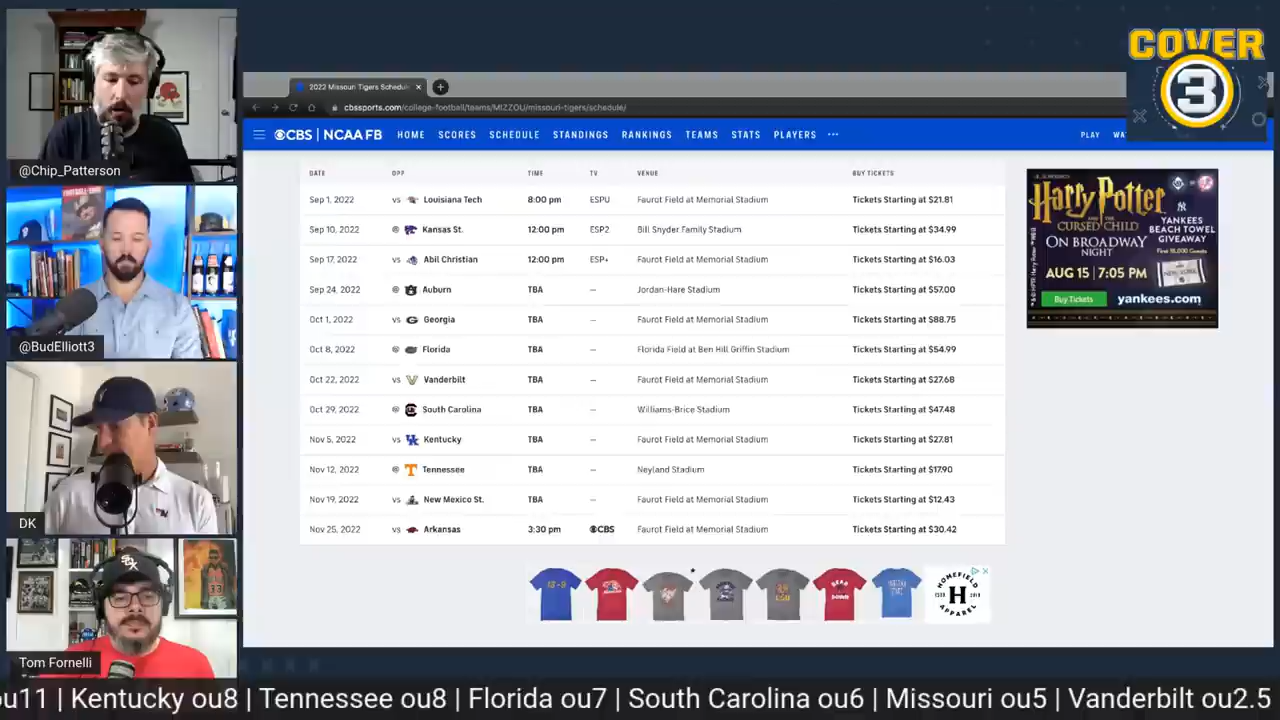 COVER
3
@Chip_Patterson
@BudElliott3
DK
Tom Fornelli
2022 Missouri Tigers Schedul
cbssports.com/college-football/teams/MIZZOU/missouri-tigers/schedule/
CBS | NCAA FB HOME SCORES SCHEDULE STANDINGS RANKINGS TEAMS STATS PLAYERS ••• PLAY WA
DATE OPP TIME TV VENUE BUY TICKETS
Sep 1, 2022 vs Louisiana Tech 8:00 pm ESPU Faurot Field at Memorial Stadium Tickets Starting at $21.81
Sep 10, 2022 @ Kansas St. 12:00 pm ESP2 Bill Snyder Family Stadium Tickets Starting at $34.99
Sep 17, 2022 vs Abil Christian 12:00 pm ESP+ Faurot Field at Memorial Stadium Tickets Starting at $16.03
Sep 24, 2022 @ Auburn TBA — Jordan-Hare Stadium Tickets Starting at $57.00
Oct 1, 2022 vs Georgia TBA — Faurot Field at Memorial Stadium Tickets Starting at $88.75
Oct 8, 2022 @ Florida TBA — Florida Field at Ben Hill Griffin Stadium Tickets Starting at $54.99
Oct 22, 2022 vs Vanderbilt TBA — Faurot Field at Memorial Stadium Tickets Starting at $27.68
Oct 29, 2022 @ South Carolina TBA — Williams-Brice Stadium Tickets Starting at $47.48
Nov 5, 2022 vs Kentucky TBA — Faurot Field at Memorial Stadium Tickets Starting at $27.81
Nov 12, 2022 @ Tennessee TBA — Neyland Stadium Tickets Starting at $17.90
Nov 19, 2022 vs New Mexico St. TBA — Faurot Field at Memorial Stadium Tickets Starting at $12.43
Nov 25, 2022 vs Arkansas 3:30 pm CBS Faurot Field at Memorial Stadium Tickets Starting at $30.42
Harry Potter
AND THE
CURSED CHILD
ON BROADWAY
NIGHT
AUG 15 | 7:05 PM
YANKEES
BEACH TOWEL
GIVEAWAY
Buy Tickets
yankees.com
HOMEFIELD
H
APPAREL
ou11 | Kentucky ou8 | Tennessee ou8 | Florida ou7 | South Carolina ou6 | Missouri ou5 | Vanderbilt ou2.5